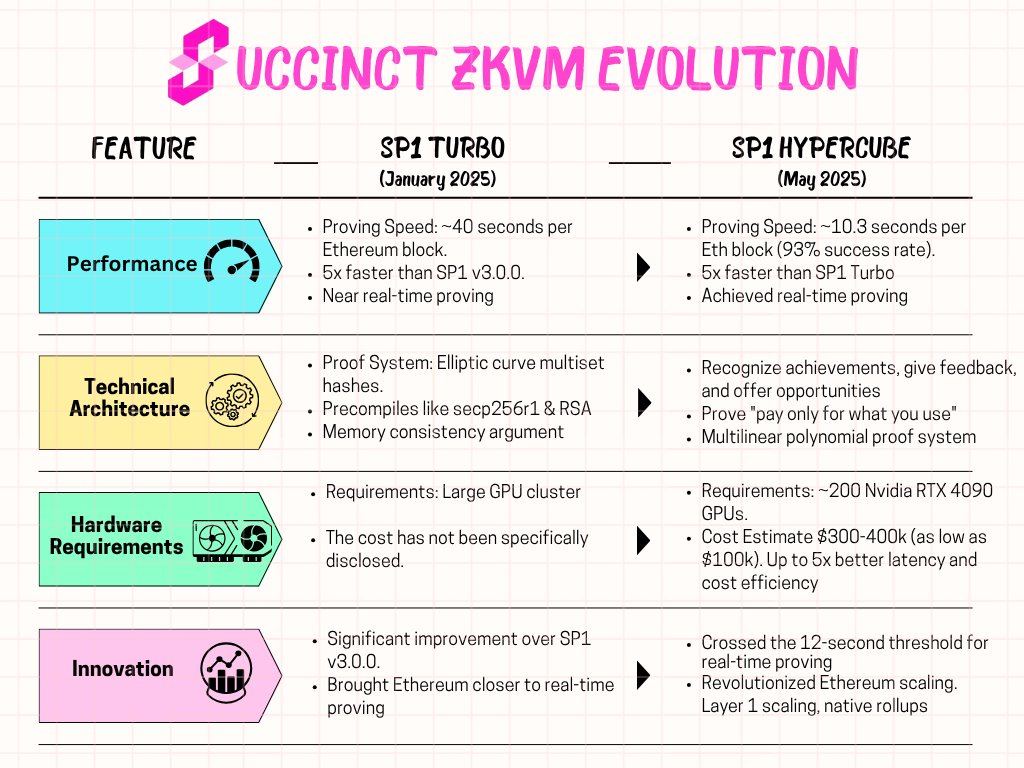 SUCCINCT ZKVM EVOLUTION
FEATURE
SP1 TURBO
(January 2025)
SP1 HYPERCUBE
(May 2025)
Performance
• Proving Speed: ~40 seconds per
Ethereum block.
• 5x faster than SP1 v3.0.0.
• Near real-time proving
• Proving Speed: ~10.3 seconds per
Eth block (93% success rate).
• 5x faster than SP1 Turbo
• Achieved real-time proving
Technical
Architecture
• Proof System: Elliptic curve multiset
hashes.
• Precompiles like secp256r1 & RSA
• Memory consistency argument
• Recognize achievements, give feedback,
and offer opportunities
• Prove "pay only for what you use"
• Multilinear polynomial proof system
Hardware
Requirements
• Requirements: Large GPU cluster
• The cost has not been specifically
disclosed.
• Requirements: ~200 Nvidia RTX 4090
GPUs.
• Cost Estimate $300-400k (as low as
$100k). Up to 5x better latency and
cost efficiency
Innovation
• Significant improvement over SP1
v3.0.0.
• Brought Ethereum closer to real-time
proving
• Crossed the 12-second threshold for
real-time proving
• Revolutionized Ethereum scaling.
Layer 1 scaling, native rollups